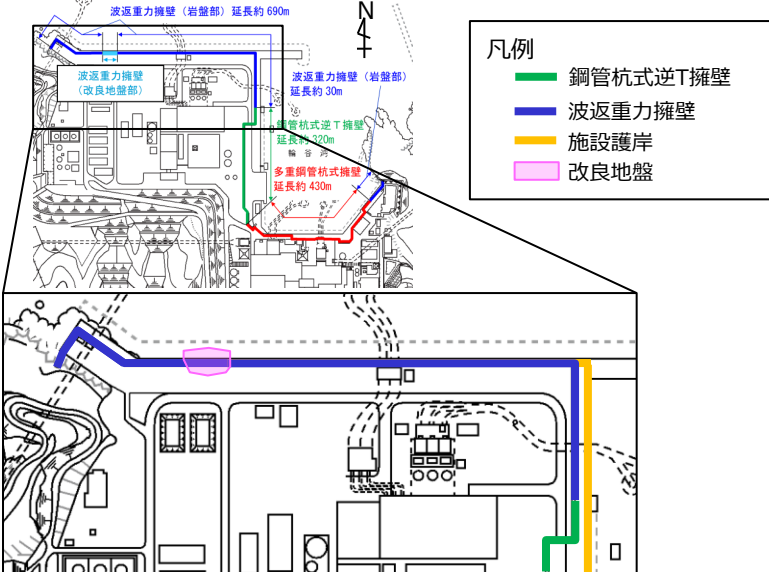 波返重力擁壁（岩盤部）延長約 690m
N
波返重力擁壁
（改良地盤部）
波返重力擁壁（岩盤部）
延長約 30m
鋼管杭式逆Ｔ擁壁
延長約 320m
輪谷湾
多重鋼管杭式擁壁
延長約 430m
凡例
鋼管杭式逆T擁壁
波返重力擁壁
施設護岸
改良地盤